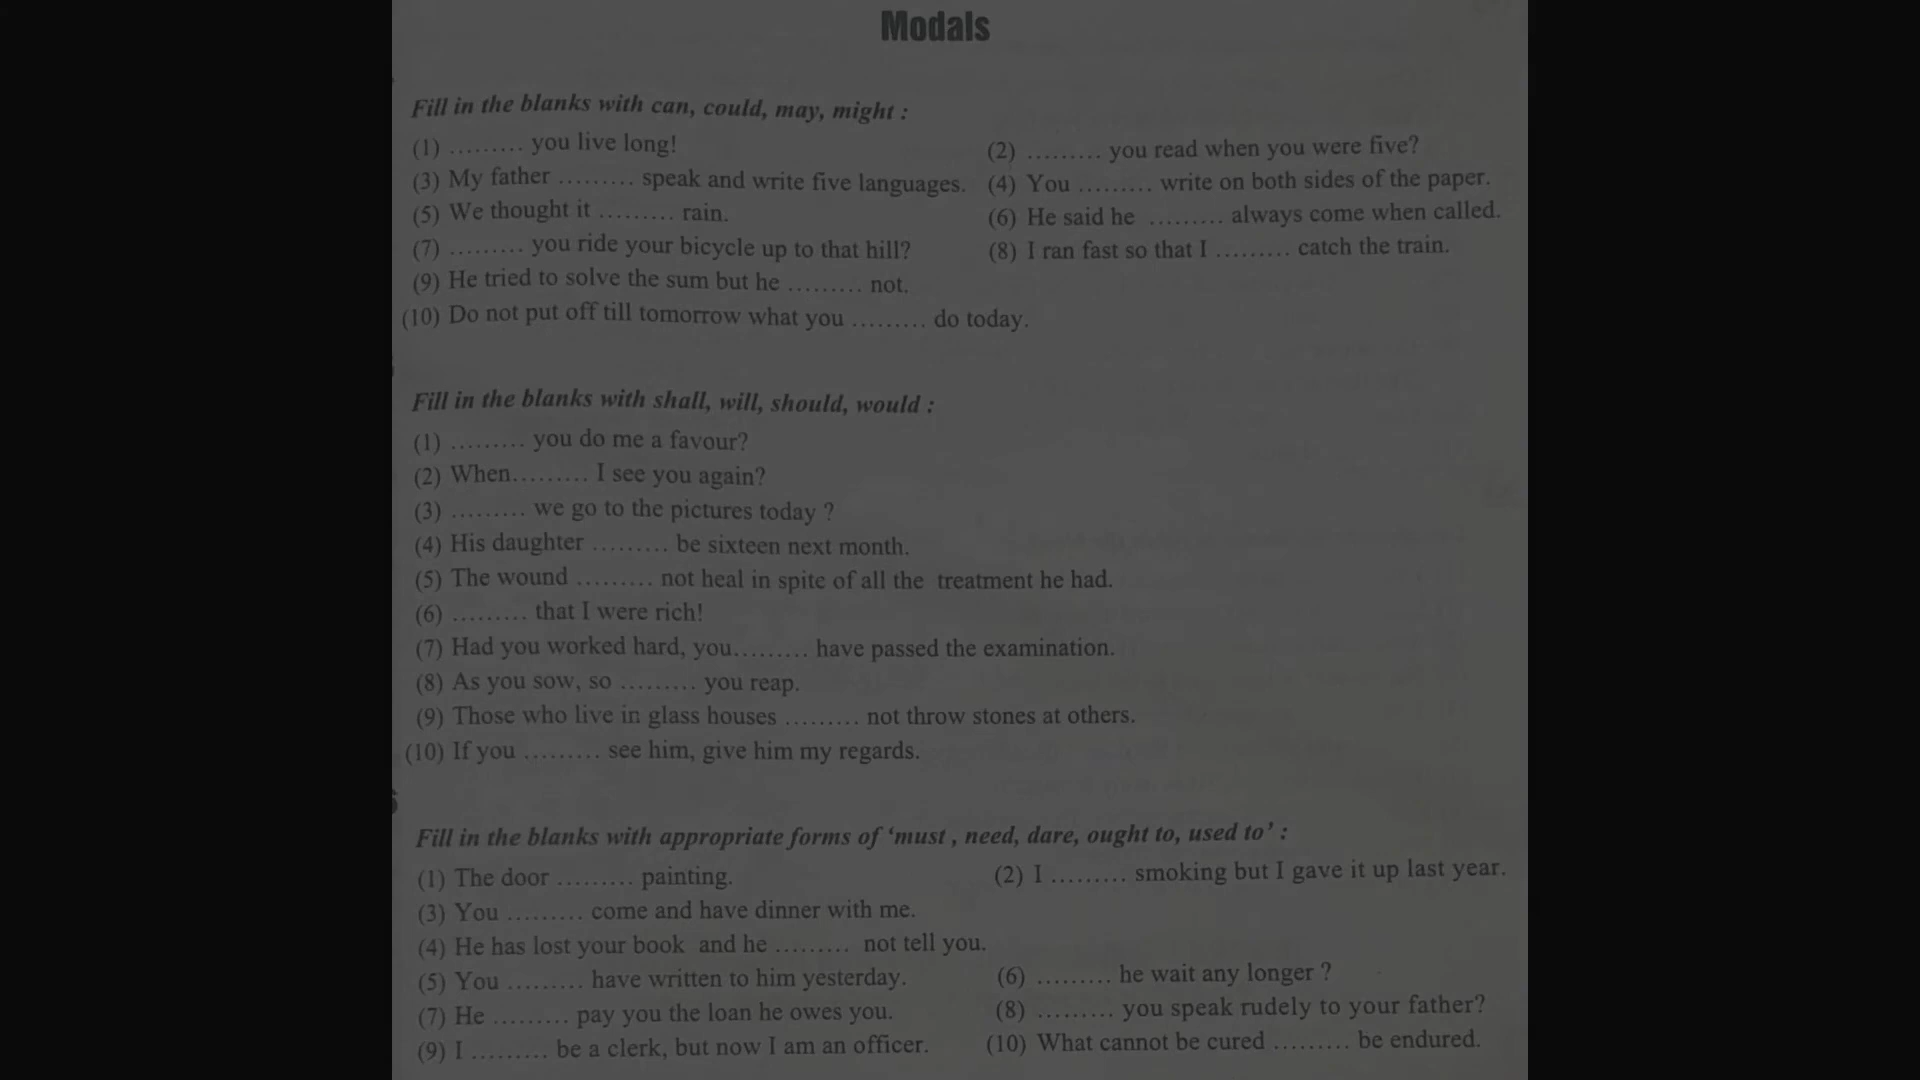 Modals
Fill in the blanks with can, could, may, might :
(1) ......... you live long!
(2) ......... you read when you were five?
(3) My father ......... speak and write five languages.
(4) You ......... write on both sides of the paper.
(5) We thought it ......... rain.
(6) He said he ......... always come when called.
(7) ......... you ride your bicycle up to that hill?
(8) I ran fast so that I ......... catch the train.
(9) He tried to solve the sum but he ......... not.
(10) Do not put off till tomorrow what you ......... do today.
Fill in the blanks with shall, will, should, would :
(1) ......... you do me a favour?
(2) When......... I see you again?
(3) ......... we go to the pictures today ?
(4) His daughter ......... be sixteen next month.
(5) The wound ......... not heal in spite of all the treatment he had.
(6) ......... that I were rich!
(7) Had you worked hard, you......... have passed the examination.
(8) As you sow, so ......... you reap.
(9) Those who live in glass houses ......... not throw stones at others.
(10) If you ......... see him, give him my regards.
Fill in the blanks with appropriate forms of ‘must , need, dare, ought to, used to’ :
(1) The door ......... painting.
(2) I ......... smoking but I gave it up last year.
(3) You ......... come and have dinner with me.
(4) He has lost your book and he ......... not tell you.
(5) You ......... have written to him yesterday.
(6) ......... he wait any longer ?
(7) He ......... pay you the loan he owes you.
(8) ......... you speak rudely to your father?
(9) I ......... be a clerk, but now I am an officer.
(10) What cannot be cured ......... be endured.